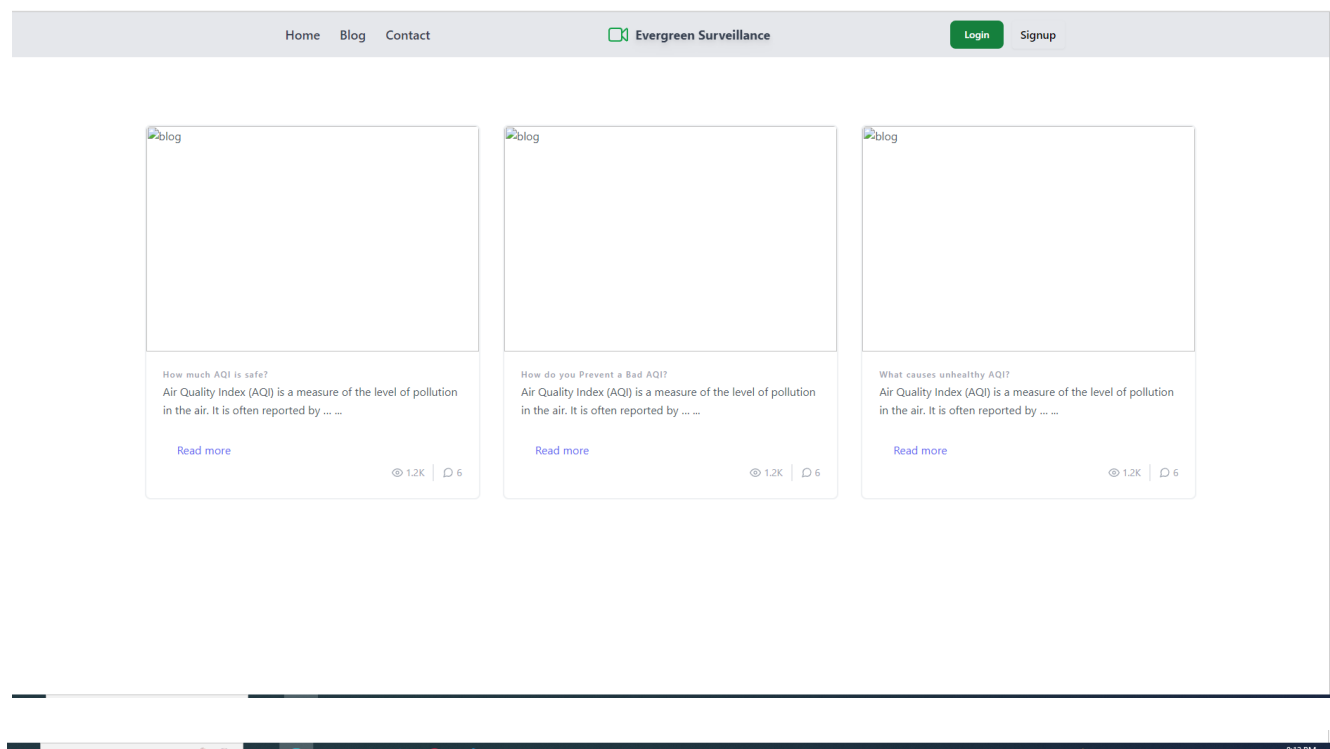 Home Blog Contact Evergreen Surveillance Login Signup
blog
How much AQI is safe?
Air Quality Index (AQI) is a measure of the level of pollution
in the air. It is often reported by ... ...
Read more
1.2K 6
blog
How do you Prevent a Bad AQI?
Air Quality Index (AQI) is a measure of the level of pollution
in the air. It is often reported by ... ...
Read more
1.2K 6
blog
What causes unhealthy AQI?
Air Quality Index (AQI) is a measure of the level of pollution
in the air. It is often reported by ... ...
Read more
1.2K 6